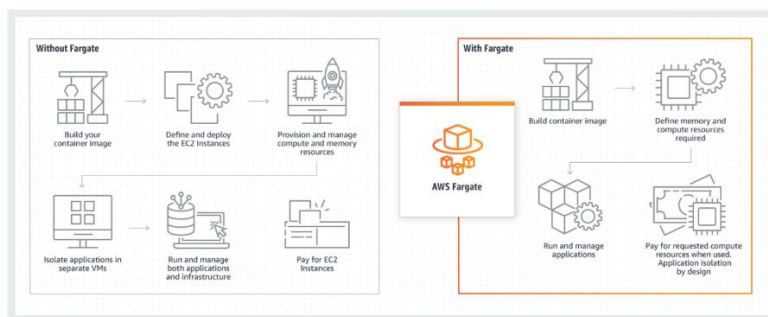 Without Fargate
Build your
container image
Define and deploy
the EC2 Instances
Provision and manage
compute and memory
resources
Isolate applications in
separate VMs
Run and manage
both applications
and infrastructure
Pay for EC2
Instances
AWS Fargate
With Fargate
Build container image
Define memory and
compute resources
required
Run and manage
applications
Pay for requested compute
resources when used.
Application isolation
by design